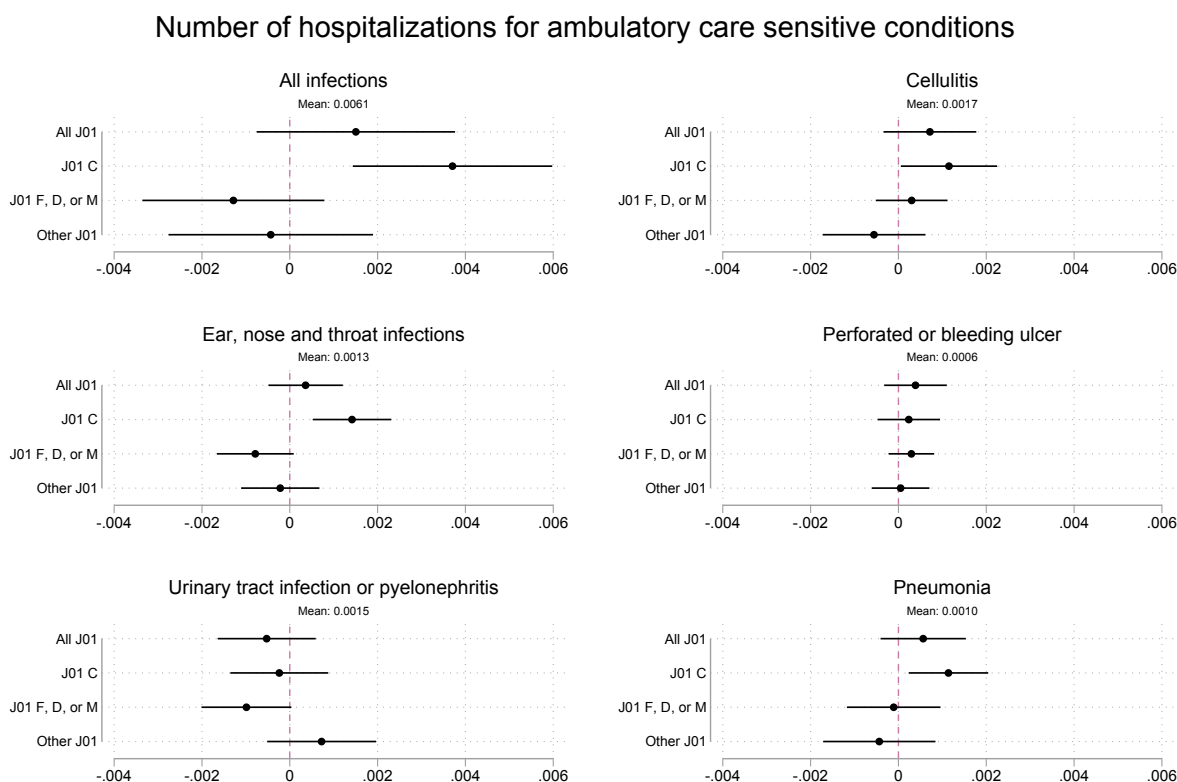 Number of hospitalizations for ambulatory care sensitive conditions
All infections
Mean: 0.0061
All J01
J01 C
J01 F, D, or M
Other J01
-.004 -.002 0 .002 .004 .006
Cellulitis
Mean: 0.0017
All J01
J01 C
J01 F, D, or M
Other J01
-.004 -.002 0 .002 .004 .006
Ear, nose and throat infections
Mean: 0.0013
All J01
J01 C
J01 F, D, or M
Other J01
-.004 -.002 0 .002 .004 .006
Perforated or bleeding ulcer
Mean: 0.0006
All J01
J01 C
J01 F, D, or M
Other J01
-.004 -.002 0 .002 .004 .006
Urinary tract infection or pyelonephritis
Mean: 0.0015
All J01
J01 C
J01 F, D, or M
Other J01
-.004 -.002 0 .002 .004 .006
Pneumonia
Mean: 0.0010
All J01
J01 C
J01 F, D, or M
Other J01
-.004 -.002 0 .002 .004 .006